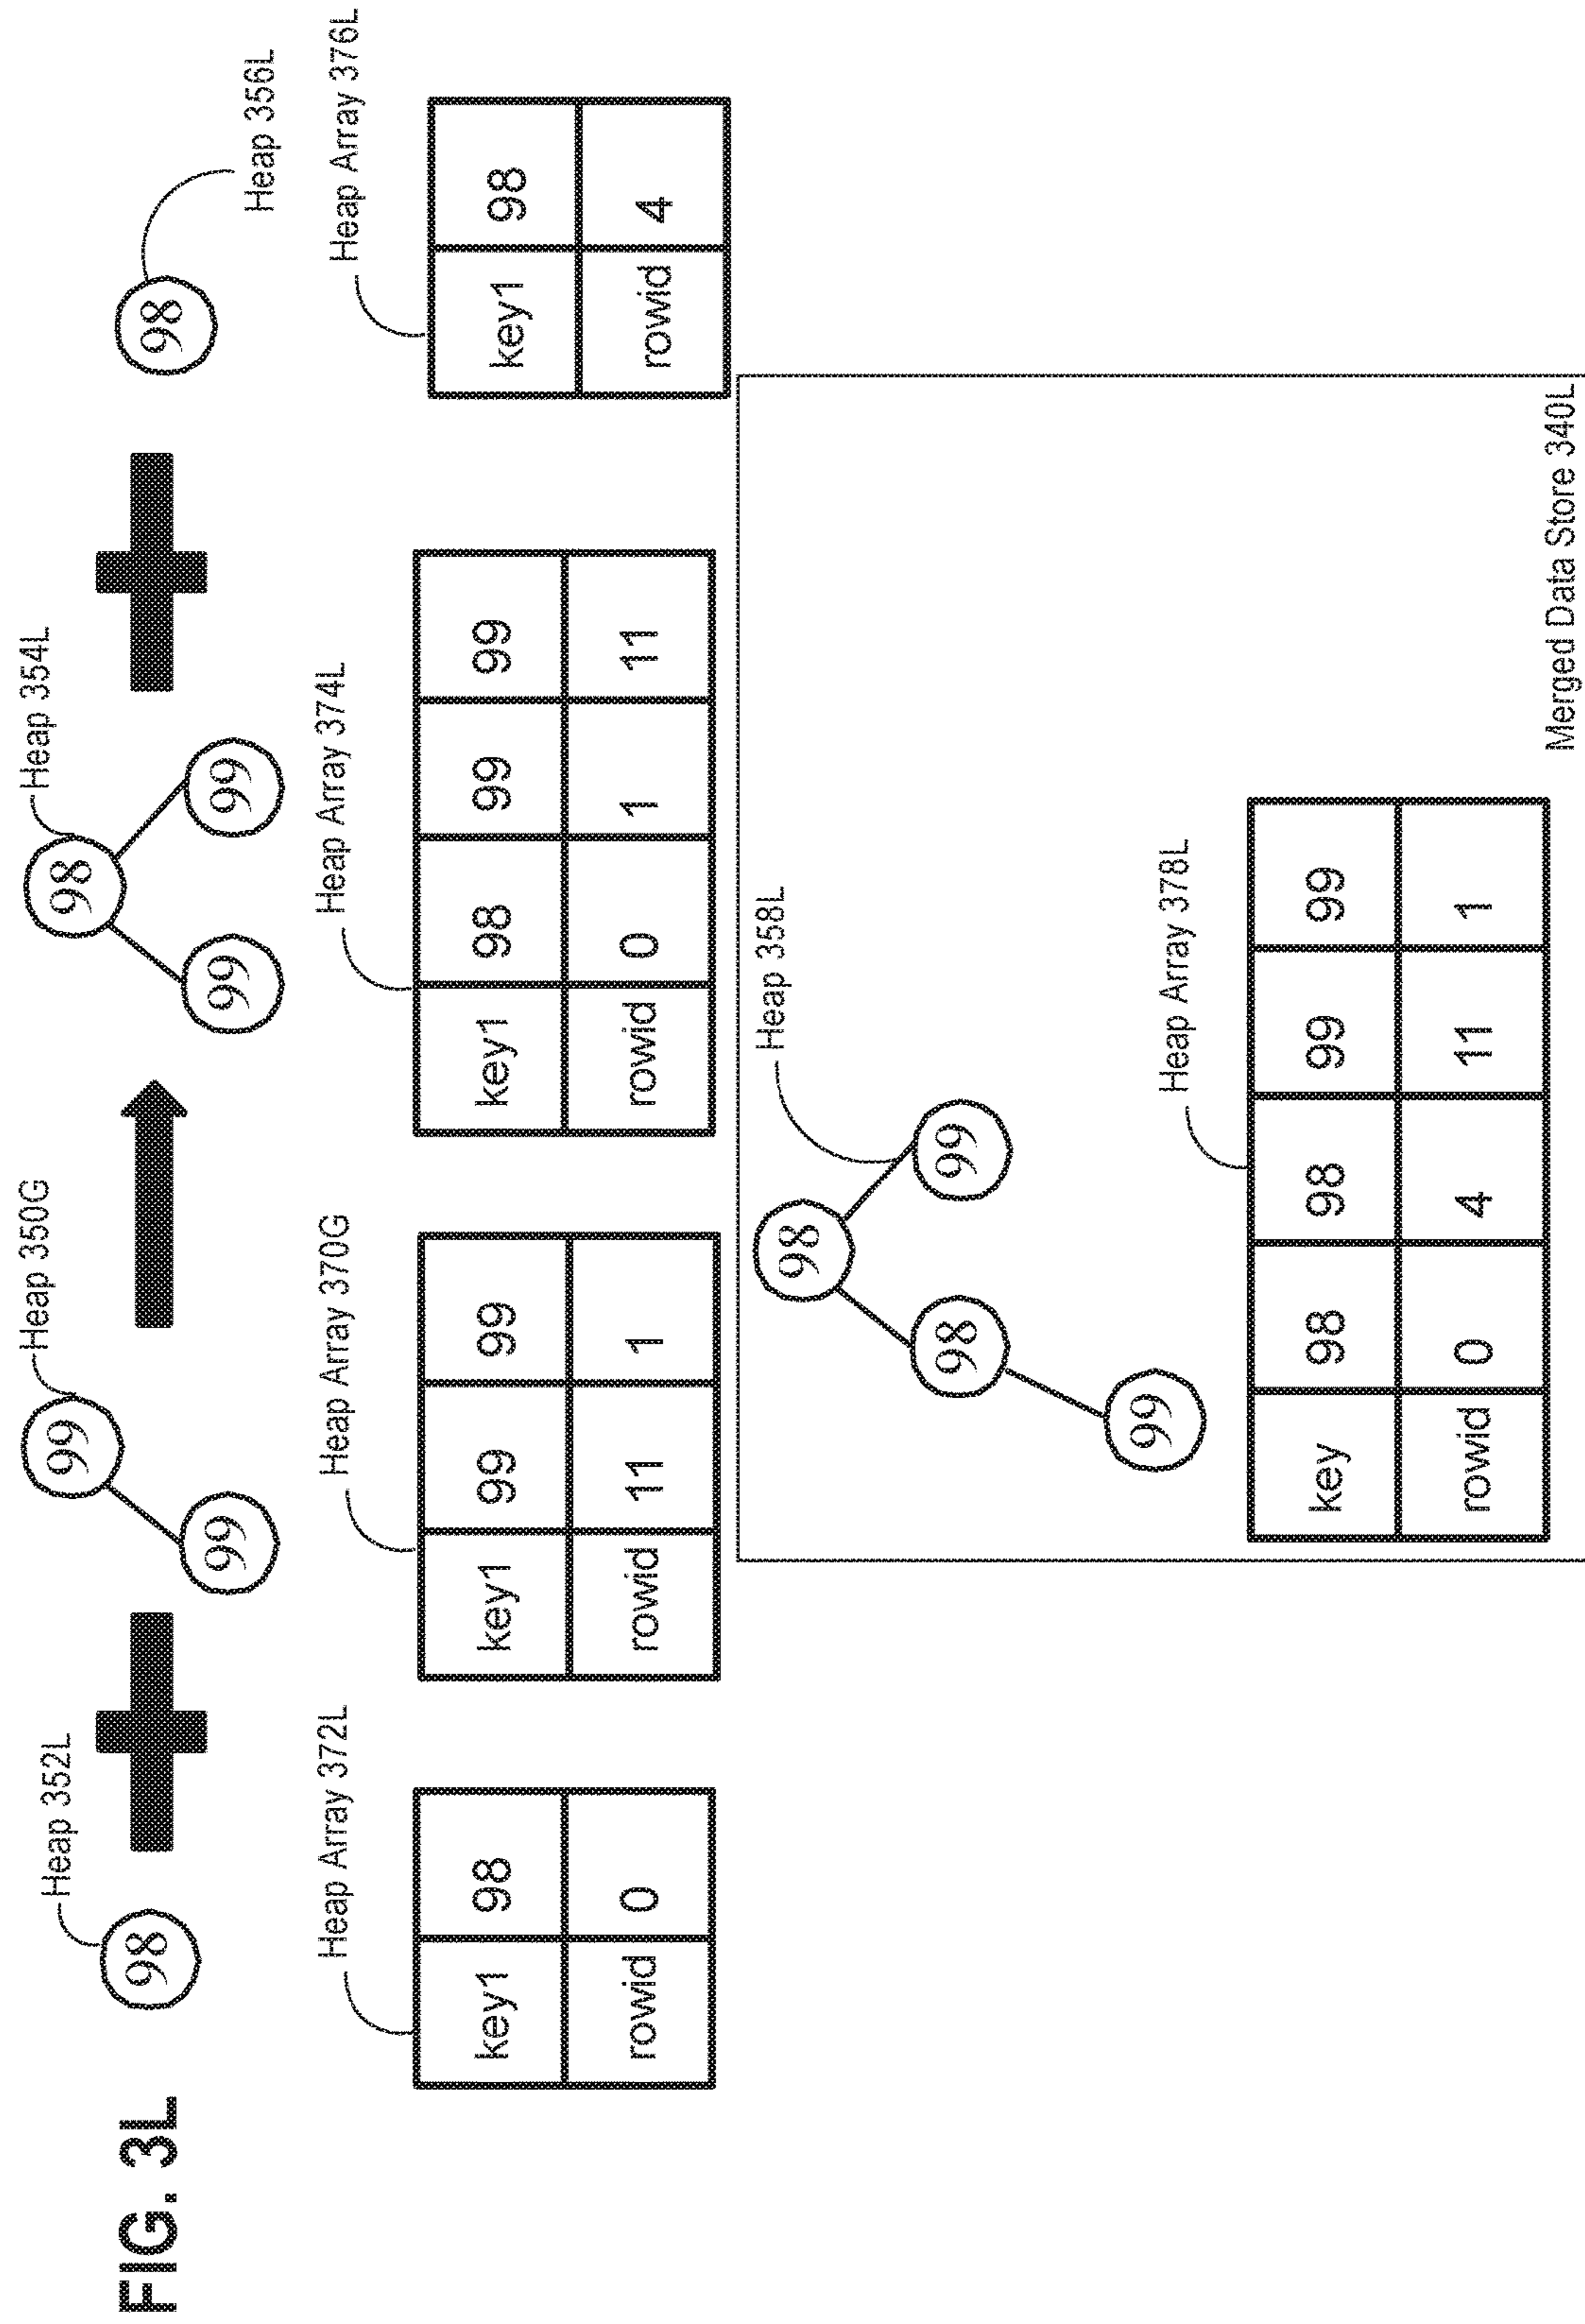 FIG. 3L
Heap 352L
98
Heap 350G
99
99
Heap 354L
98
99
99
Heap 356L
98
Heap Array 372L
key1 98
rowid 0
Heap Array 370G
key1 99 99
rowid 11 1
Heap Array 374L
key1 98 99 99
rowid 0 1 11
Heap Array 376L
key1 98
rowid 4
Heap 358L
98
98
99
99
Heap Array 378L
key 98 98 99 99
rowid 0 4 11 1
Merged Data Store 340L